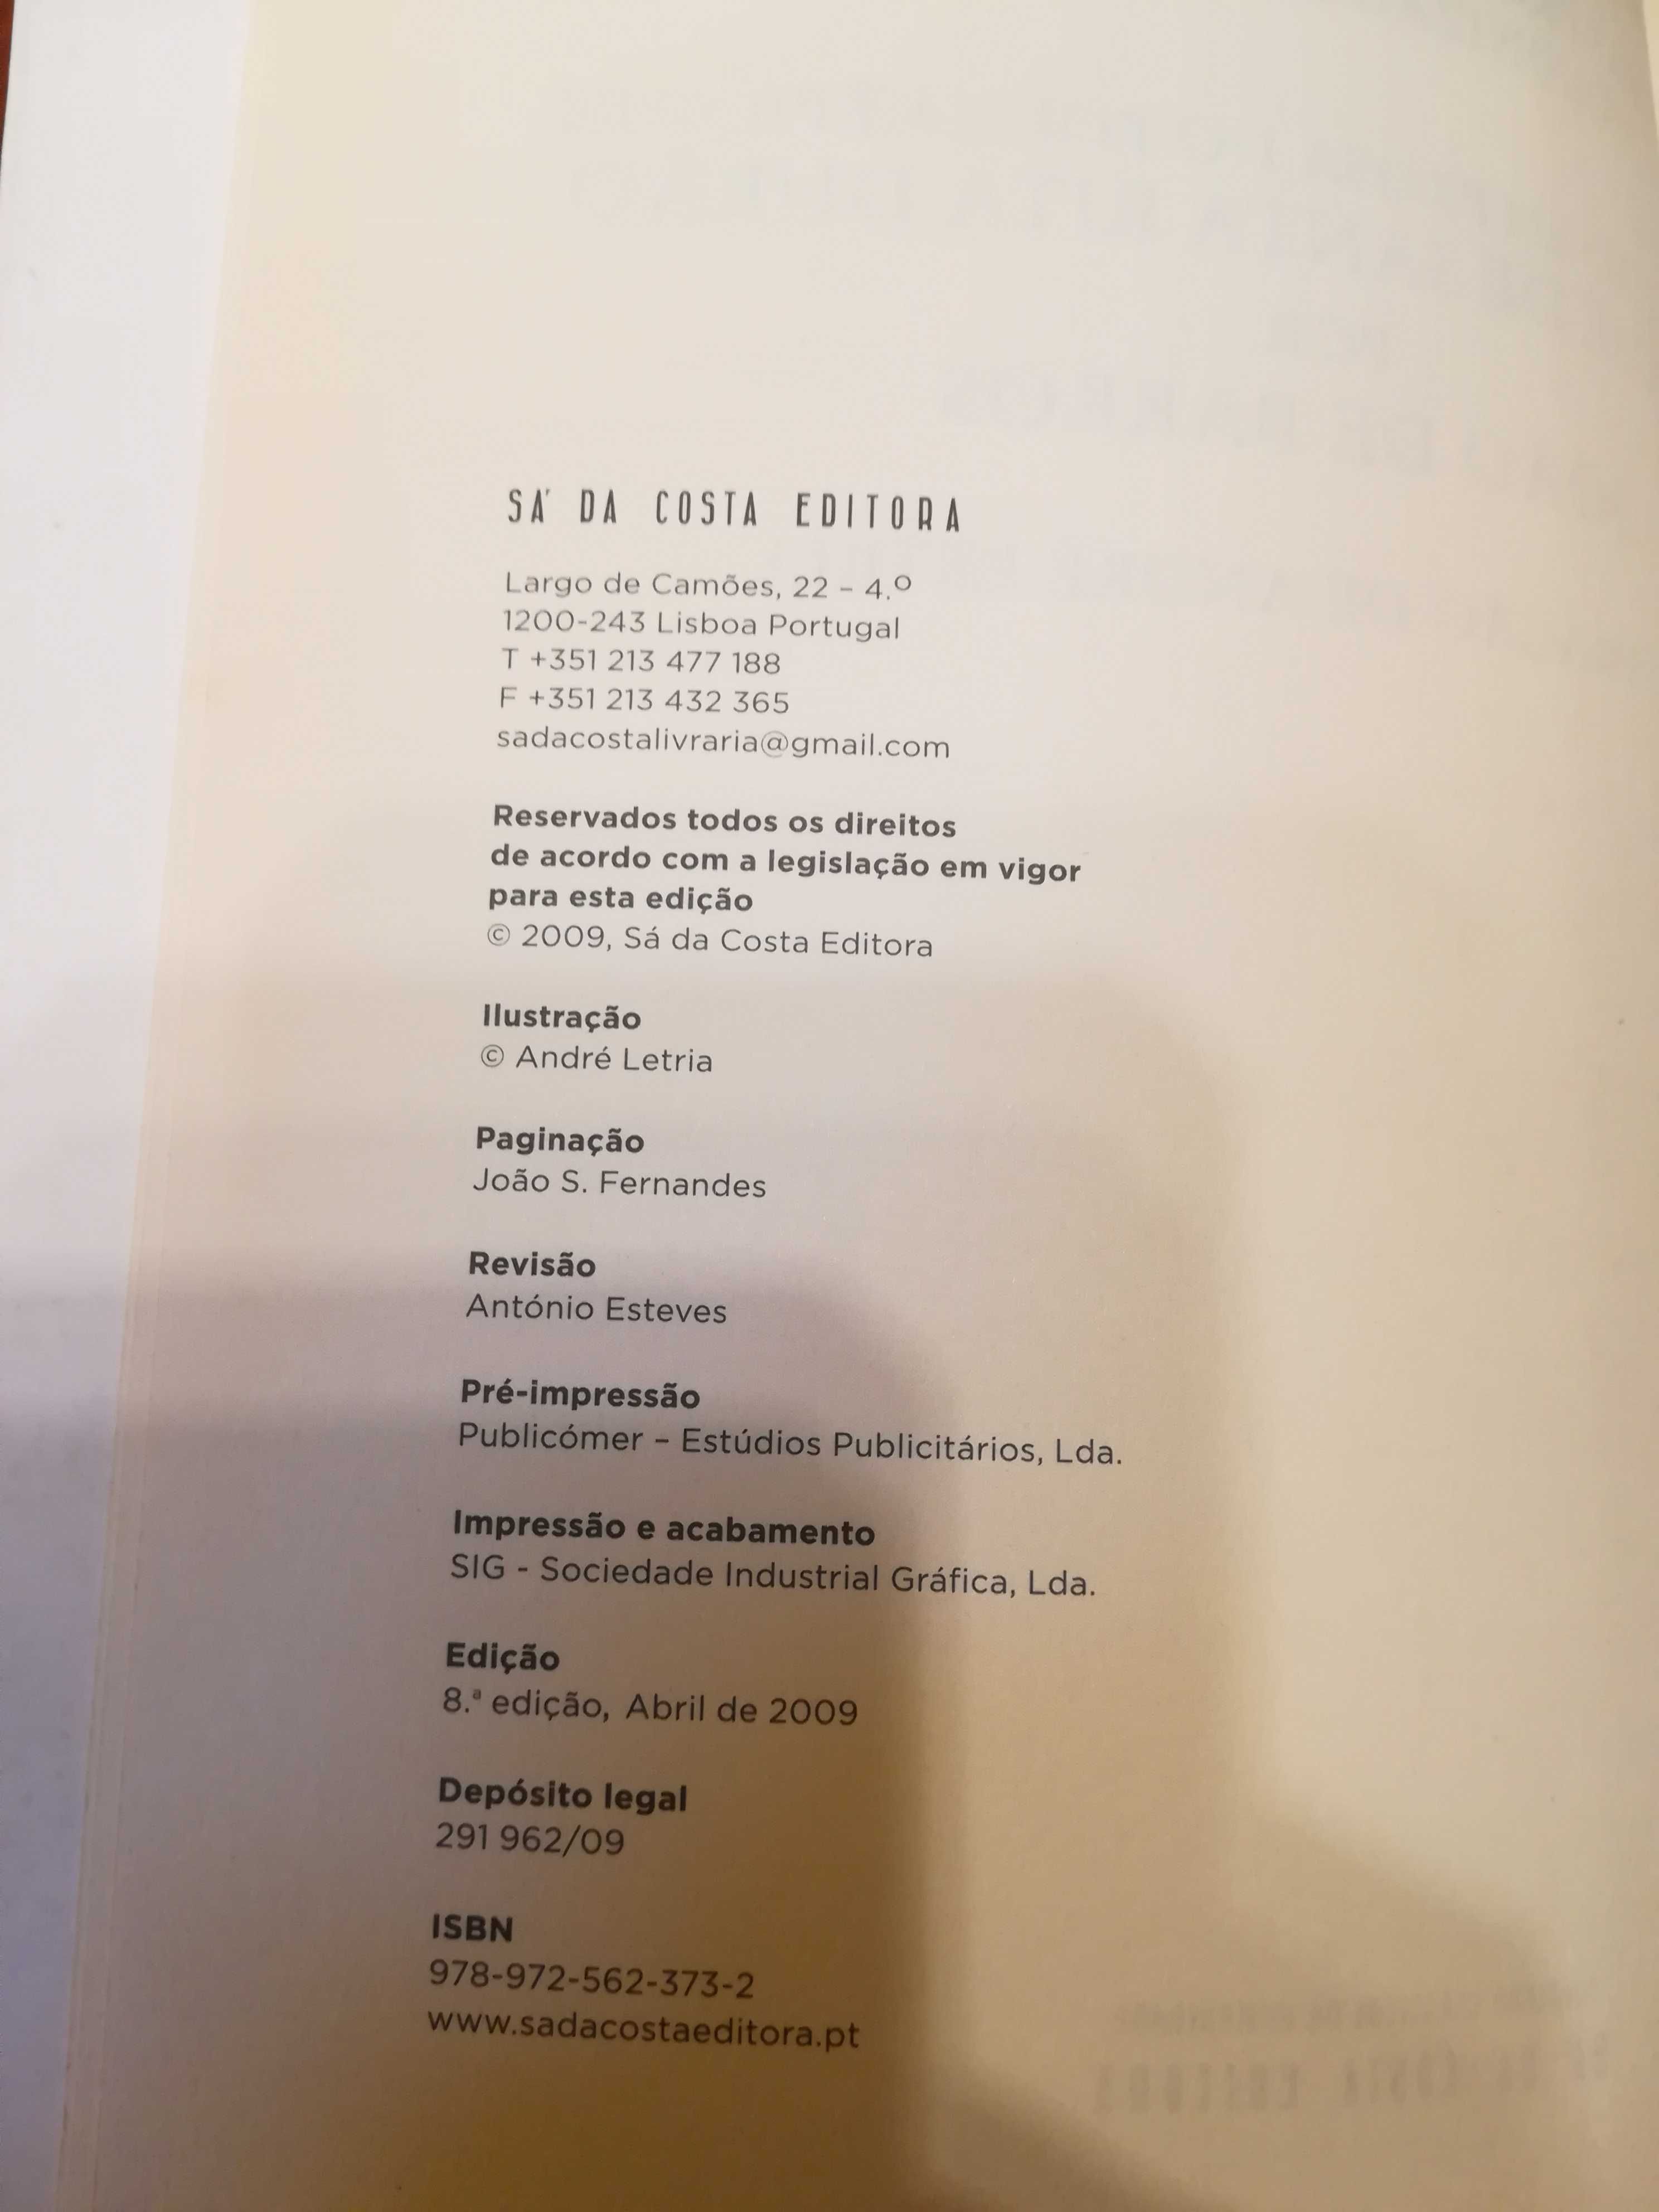 SÁ DA COSTA EDITORA
Largo de Camões, 22 – 4.º
1200-243 Lisboa Portugal
T +351 213 477 188
F +351 213 432 365
sadacostalivraria@gmail.com
Reservados todos os direitos
de acordo com a legislação em vigor
para esta edição
© 2009, Sá da Costa Editora
Ilustração
© André Letria
Paginação
João S. Fernandes
Revisão
António Esteves
Pré-impressão
Publicómer – Estúdios Publicitários, Lda.
Impressão e acabamento
SIG - Sociedade Industrial Gráfica, Lda.
Edição
8.ª edição, Abril de 2009
Depósito legal
291 962/09
ISBN
978-972-562-373-2
www.sadacostaeditora.pt